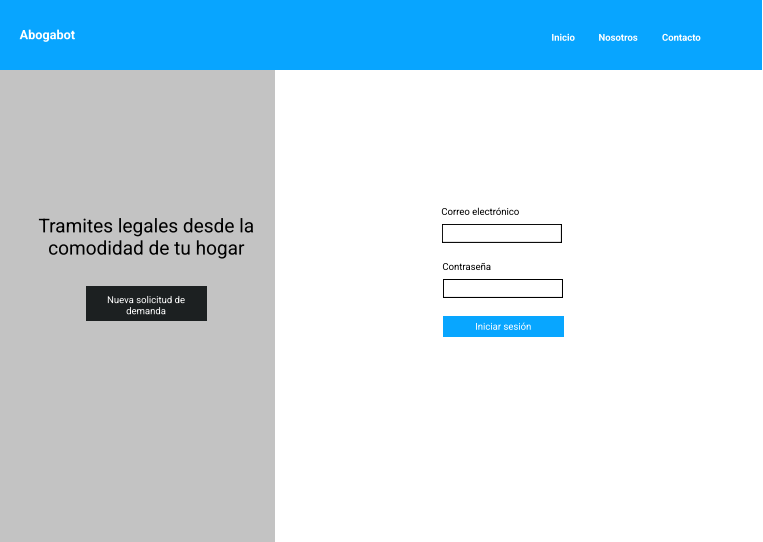 Abogabot
Inicio Nosotros Contacto
Tramites legales desde la
comodidad de tu hogar
Nueva solicitud de
demanda
Correo electrónico
Contraseña
Iniciar sesión